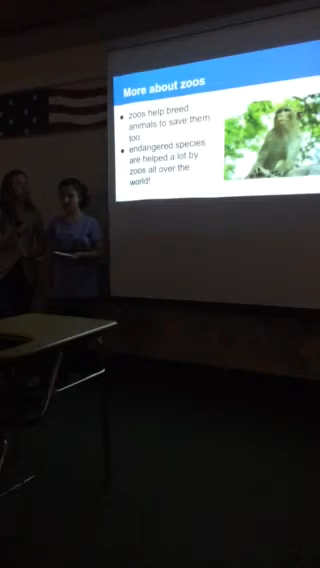 More about zoos
● zoos help breed
animals to save them
too
● endangered species
are helped a lot by
zoos all over the
world!